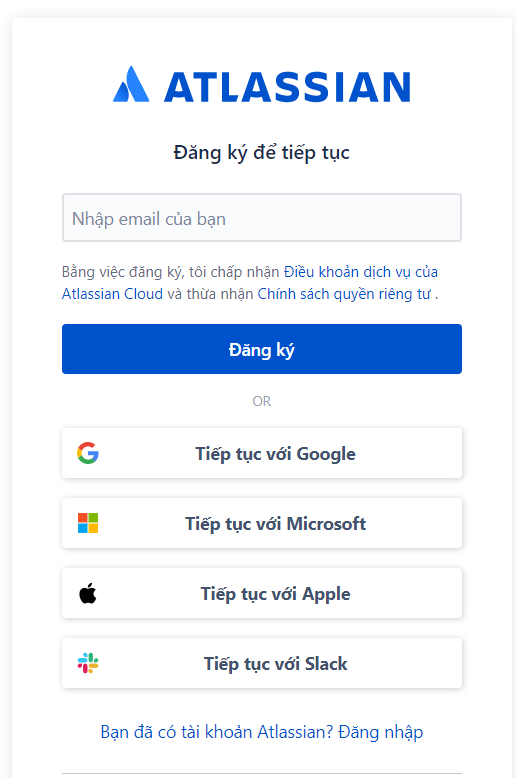 ATLASSIAN
Đăng ký để tiếp tục
Nhập email của bạn
Bằng việc đăng ký, tôi chấp nhận Điều khoản dịch vụ của
Atlassian Cloud và thừa nhận Chính sách quyền riêng tư .
Đăng ký
OR
Tiếp tục với Google
Tiếp tục với Microsoft
Tiếp tục với Apple
Tiếp tục với Slack
Bạn đã có tài khoản Atlassian? Đăng nhập